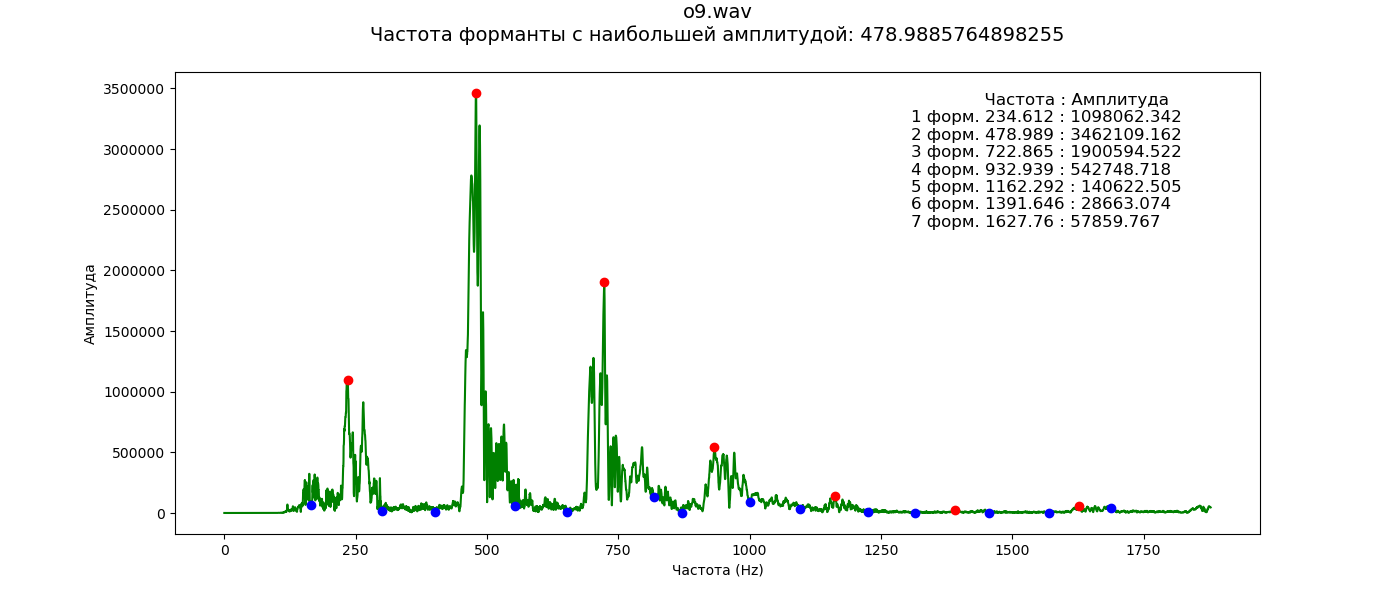 o9.wav
Частота форманты с наибольшей амплитудой: 478.9885764898255
Частота : Амплитуда
1 форм. 234.612 : 1098062.342
2 форм. 478.989 : 3462109.162
3 форм. 722.865 : 1900594.522
4 форм. 932.939 : 542748.718
5 форм. 1162.292 : 140622.505
6 форм. 1391.646 : 28663.074
7 форм. 1627.76 : 57859.767
Амплитуда
3500000
3000000
2500000
2000000
1500000
1000000
500000
0
0 250 500 750 1000 1250 1500 1750
Частота (Hz)